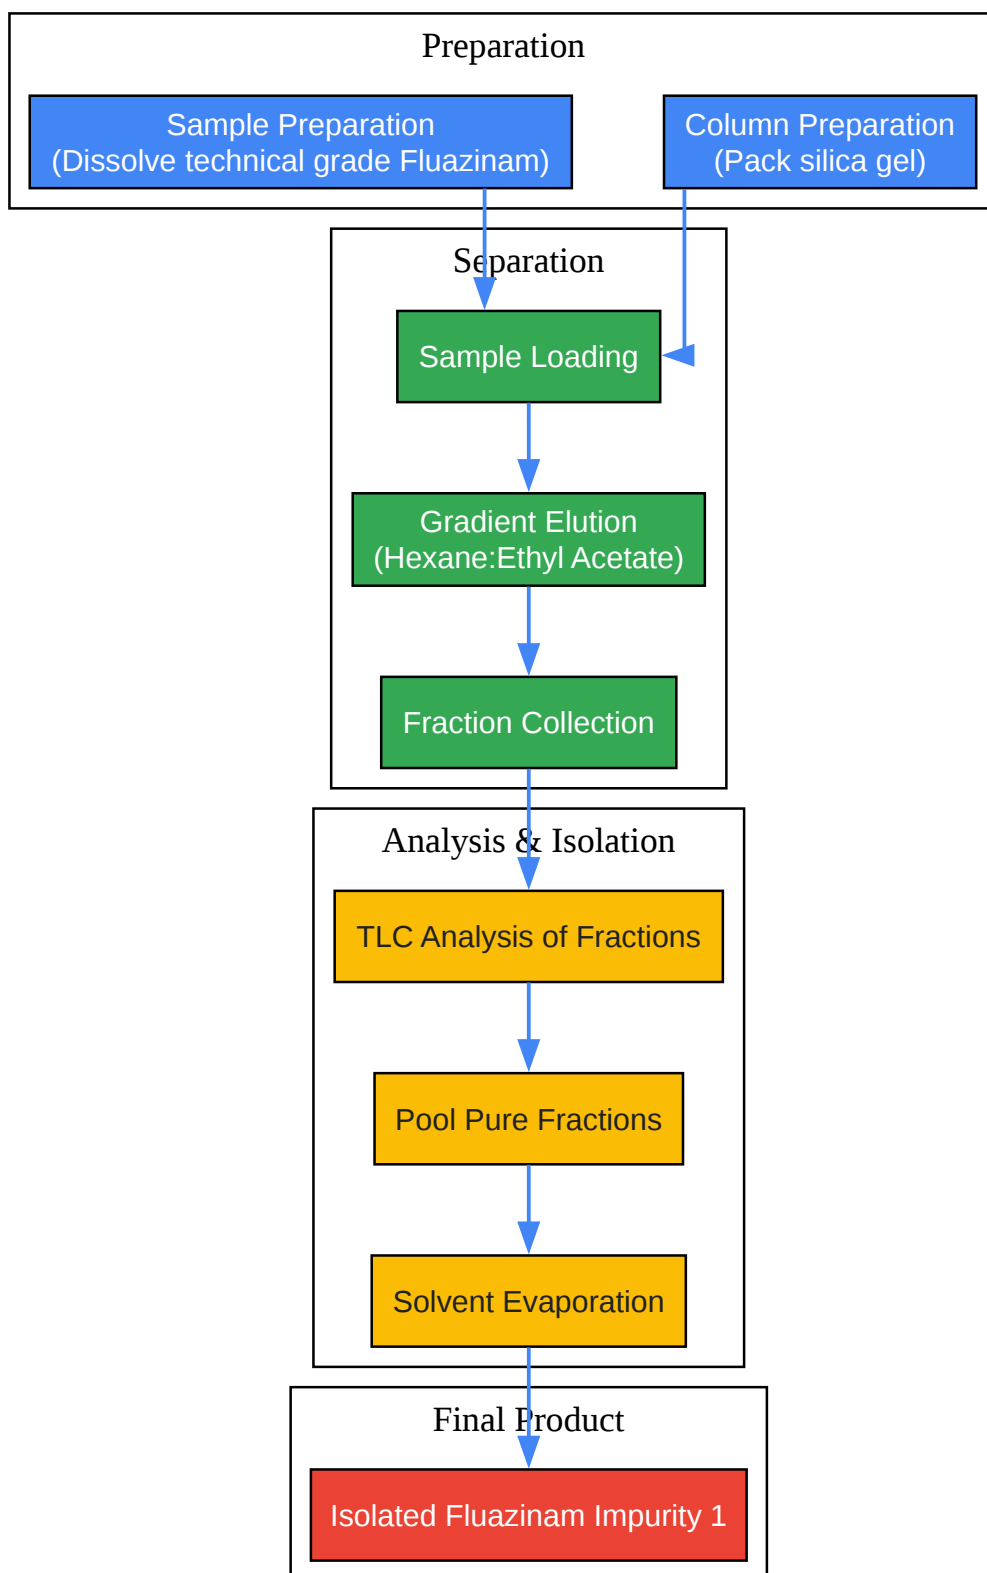 Preparation
Sample Preparation
(Dissolve technical grade Fluazinam)
Column Preparation
(Pack silica gel)
Separation
Sample Loading
Gradient Elution
(Hexane:Ethyl Acetate)
Fraction Collection
Analysis & Isolation
TLC Analysis of Fractions
Pool Pure Fractions
Solvent Evaporation
Final Product
Isolated Fluazinam Impurity 1